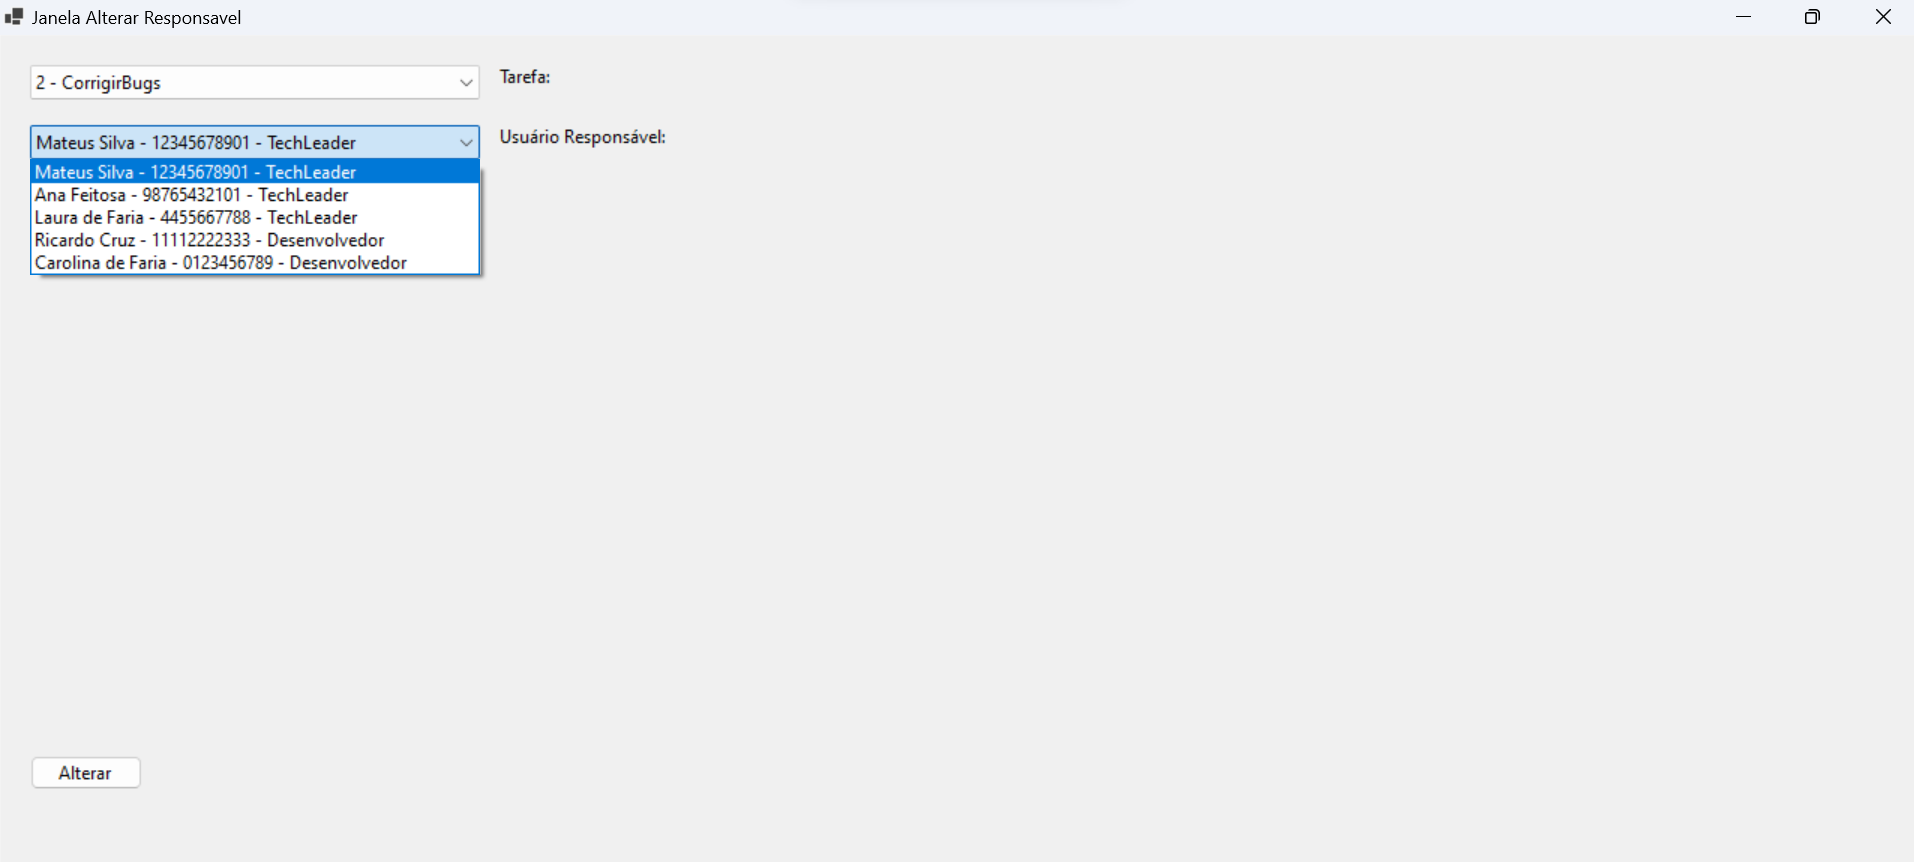 Janela Alterar Responsavel
2 - CorrigirBugs
Tarefa:
Mateus Silva - 12345678901 - TechLeader
Usuário Responsável:
Mateus Silva - 12345678901 - TechLeader
Ana Feitosa - 98765432101 - TechLeader
Laura de Faria - 4455667788 - TechLeader
Ricardo Cruz - 11112222333 - Desenvolvedor
Carolina de Faria - 0123456789 - Desenvolvedor
Alterar